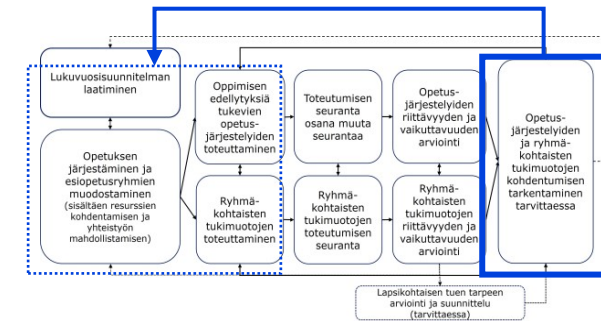 Lukuvuosisuunnitelman
laatiminen
Opetuksen
järjestäminen ja
esiopetusryhmien
muodostaminen
(sisältäen resurssien
kohdentamisen ja
yhteistyön
mahdollistamisen)
Oppimisen
edellytyksiä
tukevien
opetus-
järjestelyiden
toteuttaminen
Ryhmä-
kohtaisten
tukimuotojen
toteuttaminen
Toteutumisen
seuranta
osana muuta
seurantaa
Ryhmä-
kohtaisten
tukimuotojen
toteutumisen
seuranta
Opetus-
järjestelyiden
riittävyyden ja
vaikuttavuuden
arviointi
Ryhmä-
kohtaisten
tukimuotojen
riittävyyden ja
vaikuttavuuden
arviointi
Opetus-
järjestelyiden
ja ryhmä-
kohtaisten
tukimuotojen
kohdentumisen
tarkentaminen
tarvittaessa
Lapsikohtaisen tuen tarpeen
arviointi ja suunnittelu
(tarvittaessa)